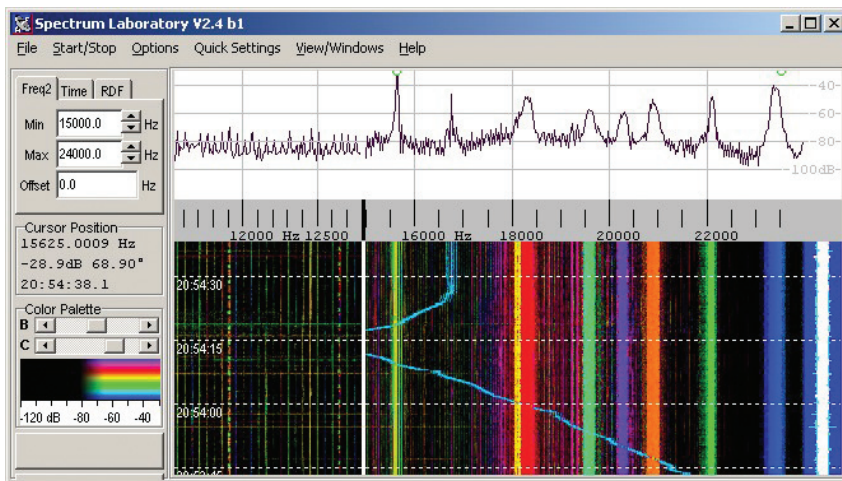 Spectrum Laboratory V2.4 b1
File Start/Stop Options Quick Settings View/Windows Help
Freq2 Time RDF
Min 15000.0 Hz
Max 24000.0 Hz
Offset 0.0 Hz
-40-
-60-
-80-
-100dB-
Cursor Position
15625.0009 Hz
-28.9dB 68.90°
20:54:38.1
Color Palette
B
C
-120 dB -80 -60 -40
12000 Hz 12500 16000 Hz 18000 20000 22000
20:54:30
20:54:15
20:54:00